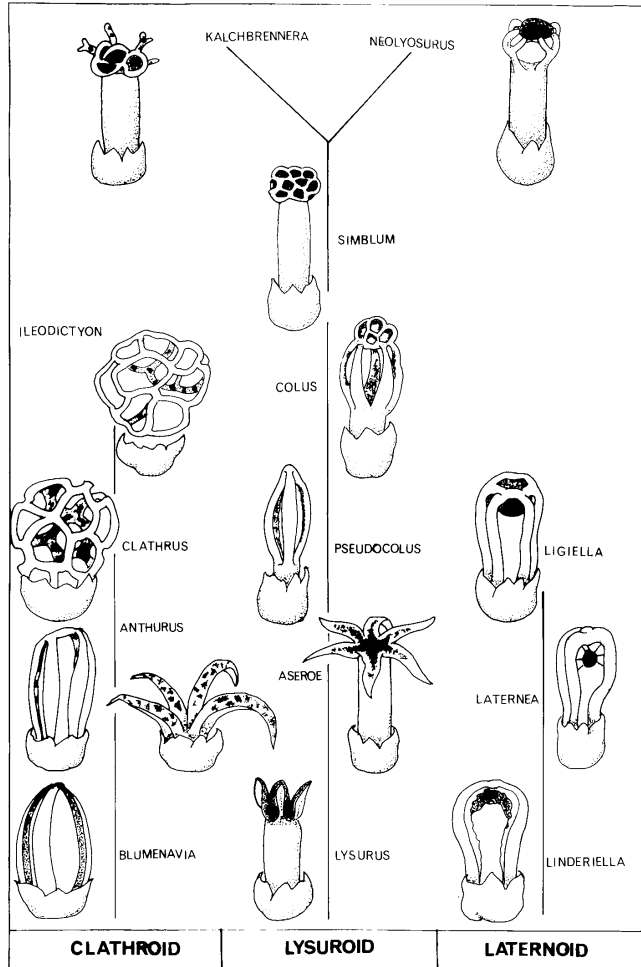 KALCHBRENNERA
NEOLYOSURUS
SIMBLUM
ILEODICTYON
COLUS
CLATHRUS
PSEUDOCOLUS
LIGIELLA
ANTHURUS
ASEROE
LATERNEA
BLUMENAVIA
LYSURUS
LINDERIELLA
CLATHROID
LYSUROID
LATERNOID